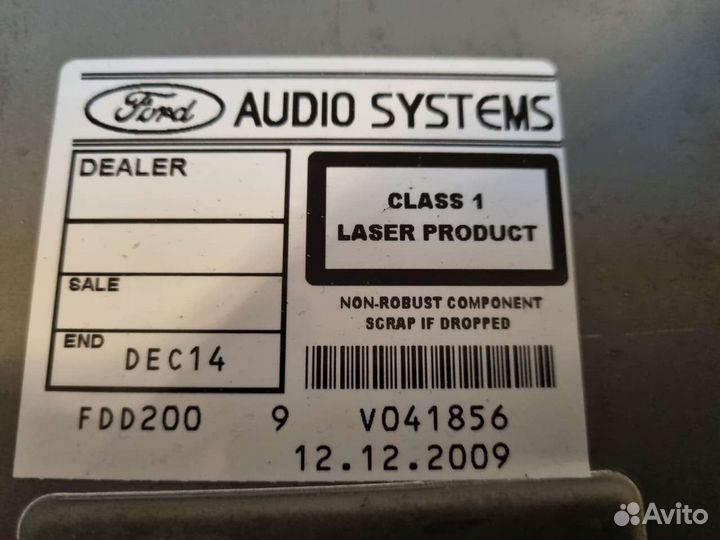 Ford AUDIO SYSTEMS
DEALER
CLASS 1
LASER PRODUCT
SALE
NON-ROBUST COMPONENT
SCRAP IF DROPPED
END DEC14
FDD200 9 V041856
12.12.2009
Avito